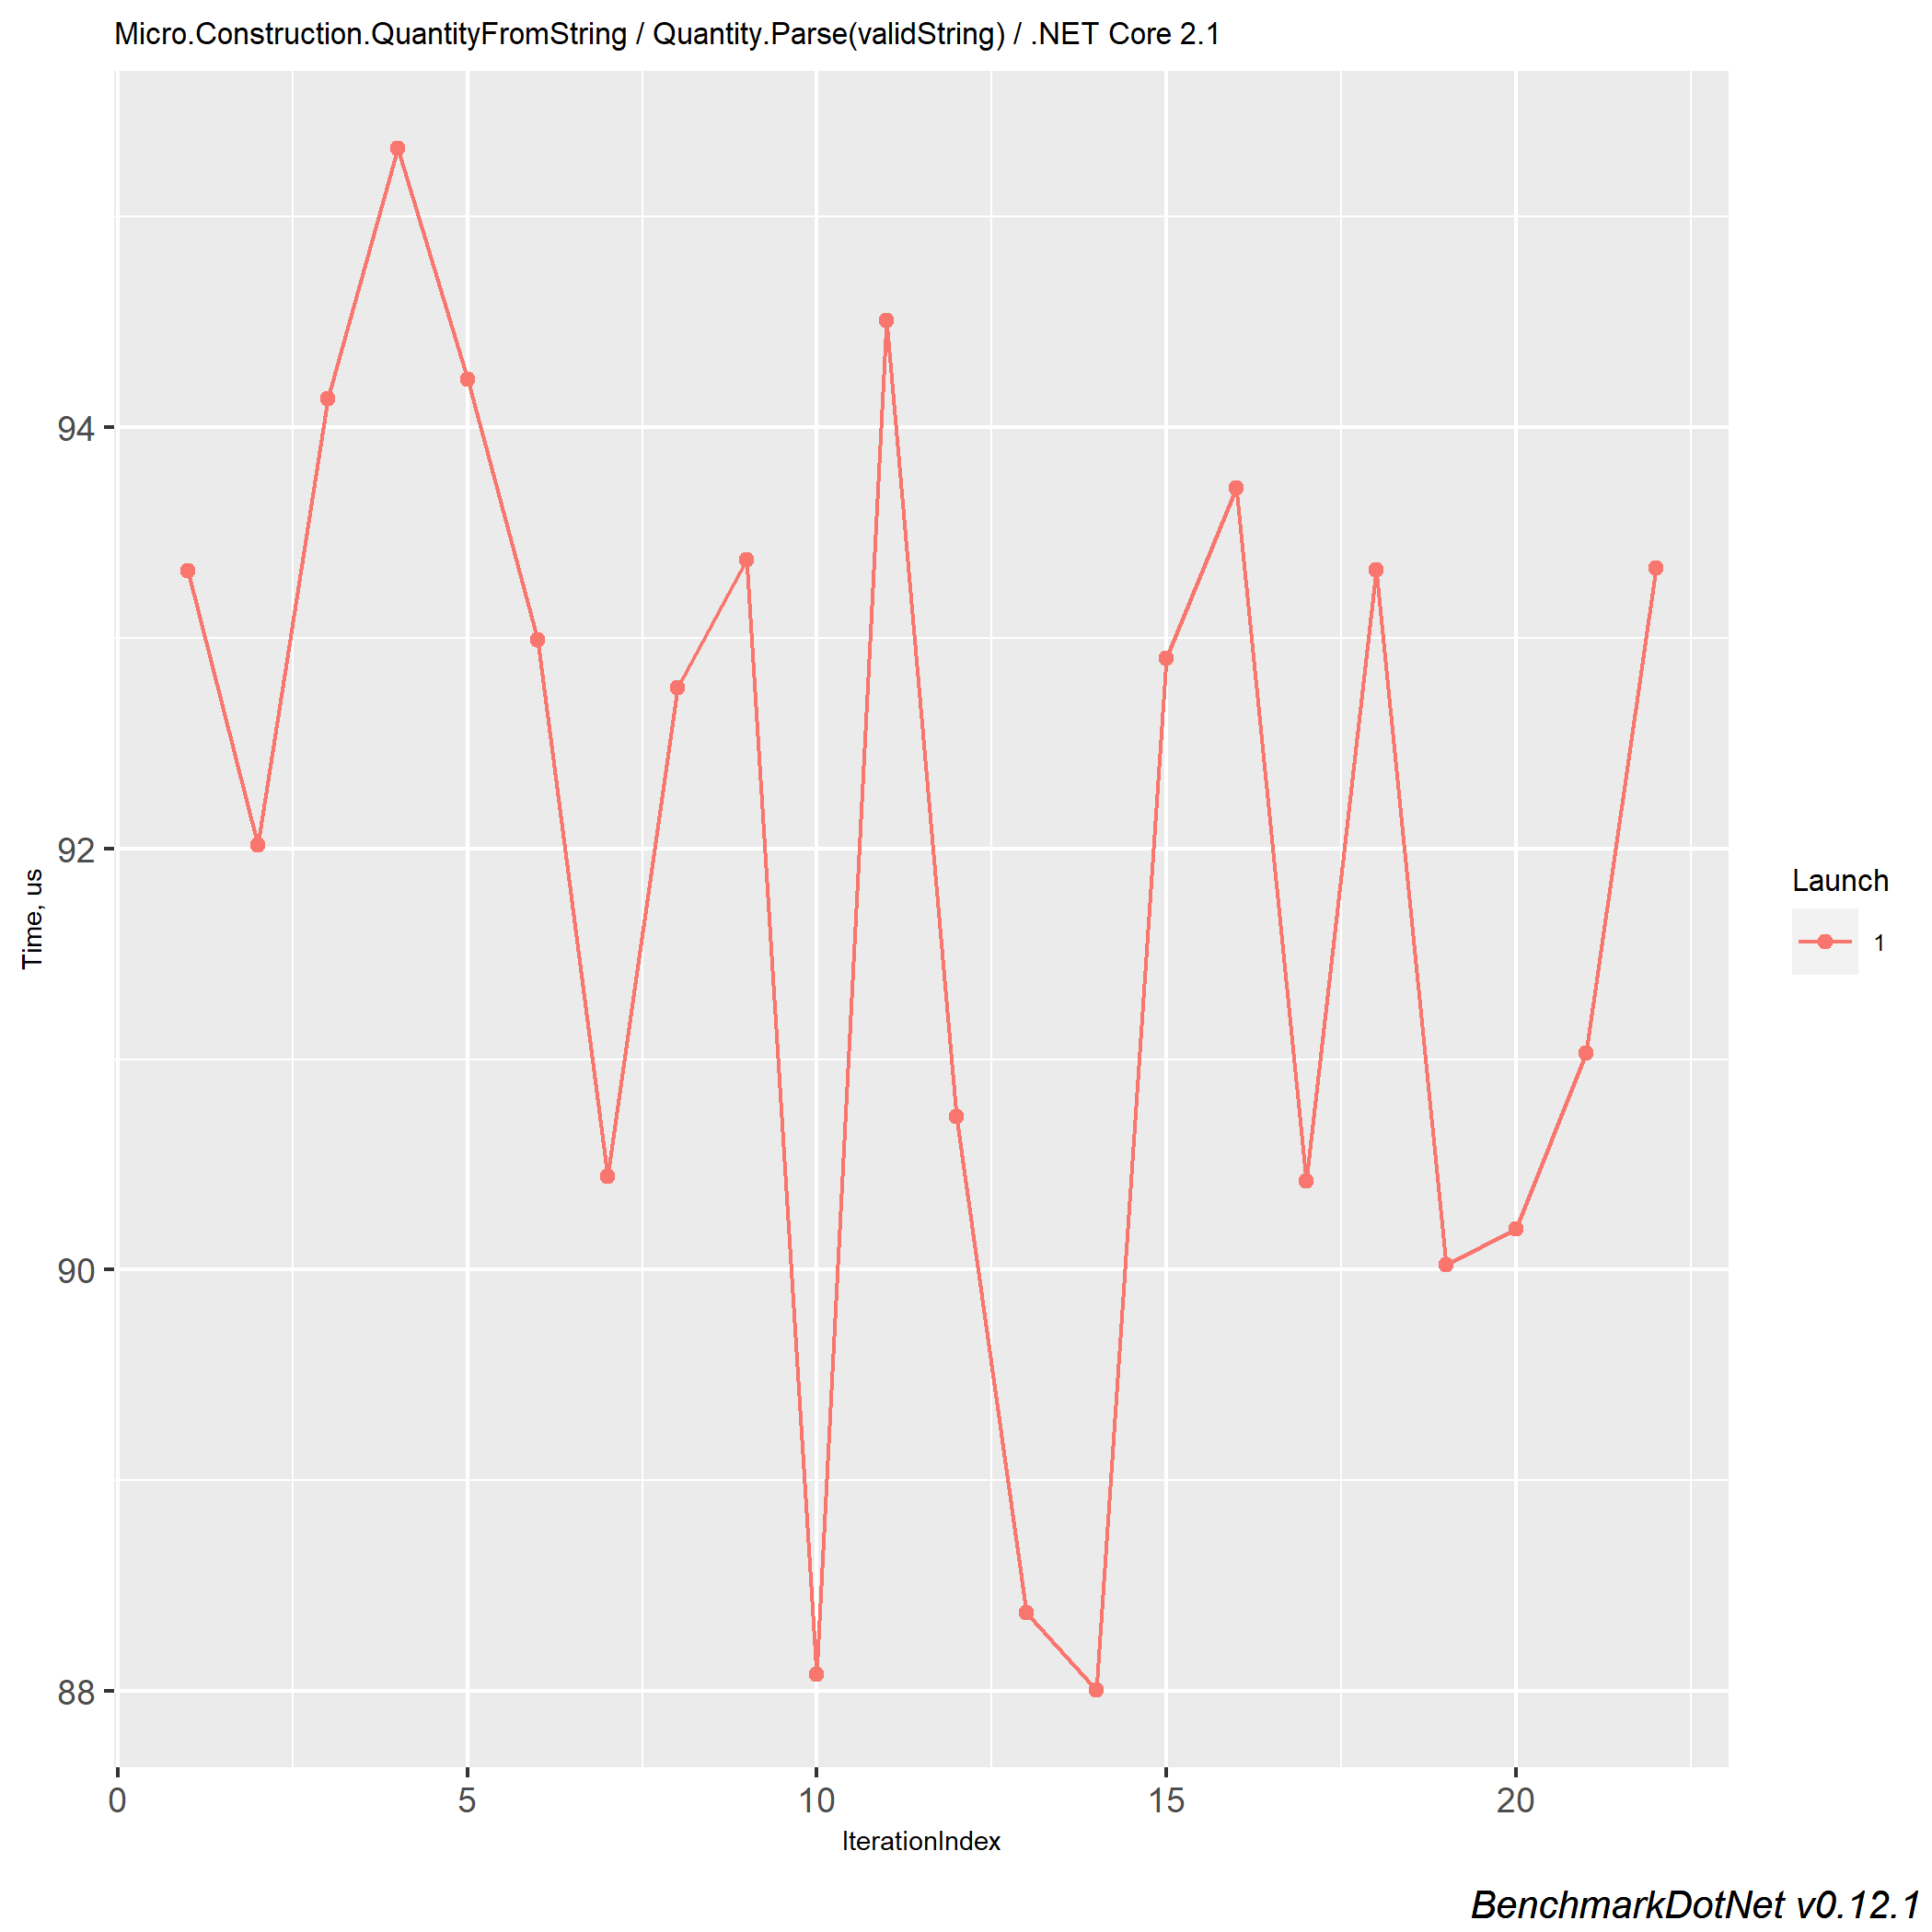 Micro.Construction.QuantityFromString / Quantity.Parse(validString) / .NET Core 2.1
94
92
90
88
Time, us
0 5 10 15 20
IterationIndex
Launch
1
BenchmarkDotNet v0.12.1